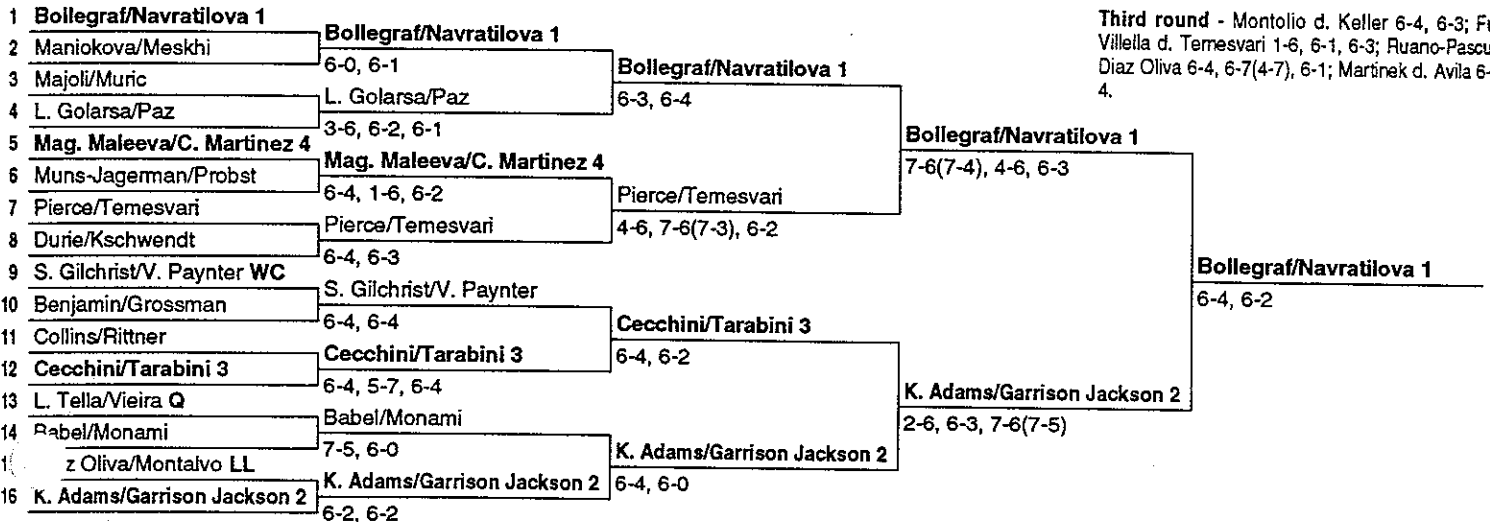 1 Bollegraf/Navratilova 1
2 Maniokova/Meskhi
3 Majoli/Muric
4 L. Golarsa/Paz
5 Mag. Maleeva/C. Martinez 4
6 Muns-Jagerman/Probst
7 Pierce/Temesvari
8 Durie/Kschwendt
9 S. Gilchrist/V. Paynter WC
10 Benjamin/Grossman
11 Collins/Rittner
12 Cecchini/Tarabini 3
13 L. Tella/Vieira Q
14 Babel/Monami
z Oliva/Montalvo LL
16 K. Adams/Garrison Jackson 2
Bollegraf/Navratilova 1
6-0, 6-1
L. Golarsa/Paz
3-6, 6-2, 6-1
Mag. Maleeva/C. Martinez 4
6-4, 1-6, 6-2
Pierce/Temesvari
6-4, 6-3
S. Gilchrist/V. Paynter
6-4, 6-4
Cecchini/Tarabini 3
6-4, 5-7, 6-4
Babel/Monami
7-5, 6-0
K. Adams/Garrison Jackson 2
6-2, 6-2
Bollegraf/Navratilova 1
6-3, 6-4
Pierce/Temesvari
4-6, 7-6(7-3), 6-2
Cecchini/Tarabini 3
6-4, 6-2
K. Adams/Garrison Jackson 2
6-4, 6-0
Bollegraf/Navratilova 1
7-6(7-4), 4-6, 6-3
K. Adams/Garrison Jackson 2
2-6, 6-3, 7-6(7-5)
Bollegraf/Navratilova 1
6-4, 6-2
Third round - Montolio d. Keller 6-4, 6-3;
Villella d. Temesvari 1-6, 6-1, 6-3; Ruano-Pascu
Diaz Oliva 6-4, 6-7(4-7), 6-1; Martinek d. Avila 6-
4.